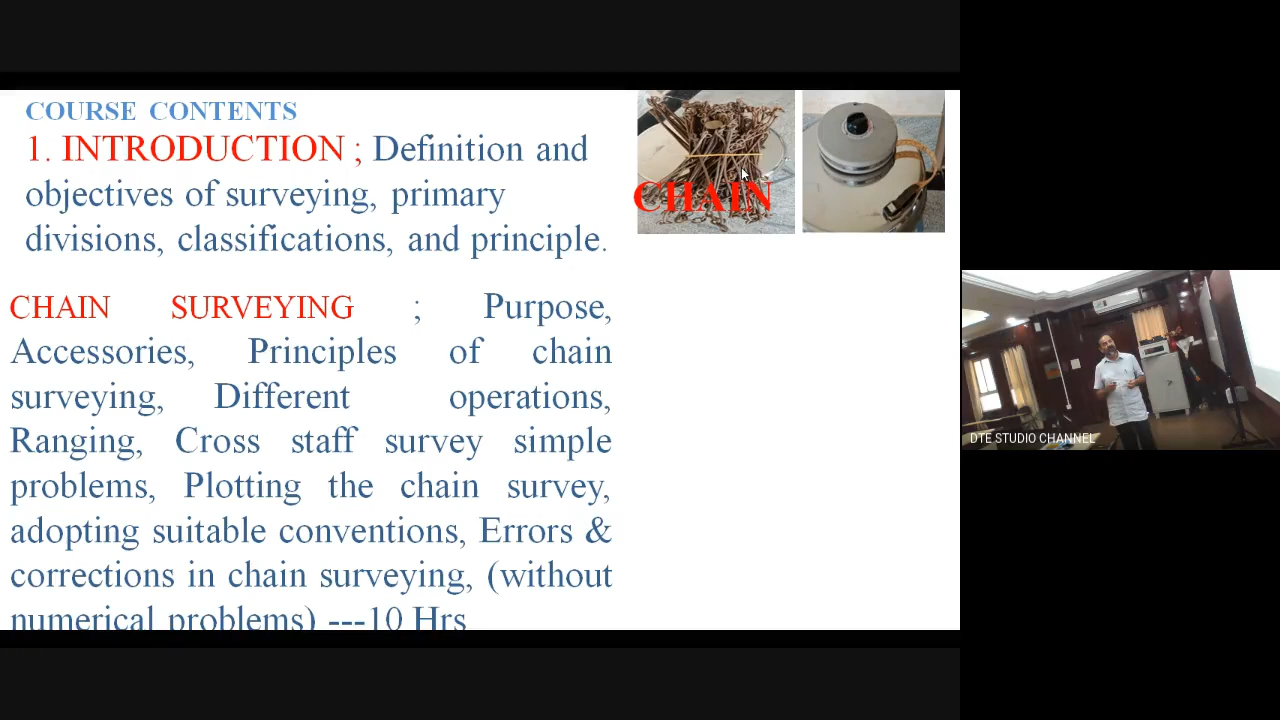 COURSE CONTENTS
1. INTRODUCTION ; Definition and
objectives of surveying, primary
divisions, classifications, and principle.
CHAIN SURVEYING ; Purpose,
Accessories, Principles of chain
surveying, Different operations,
Ranging, Cross staff survey simple
problems, Plotting the chain survey,
adopting suitable conventions, Errors &
corrections in chain surveying, (without
numerical problems) ---10 Hrs
CHAIN
DTE STUDIO CHANNEL